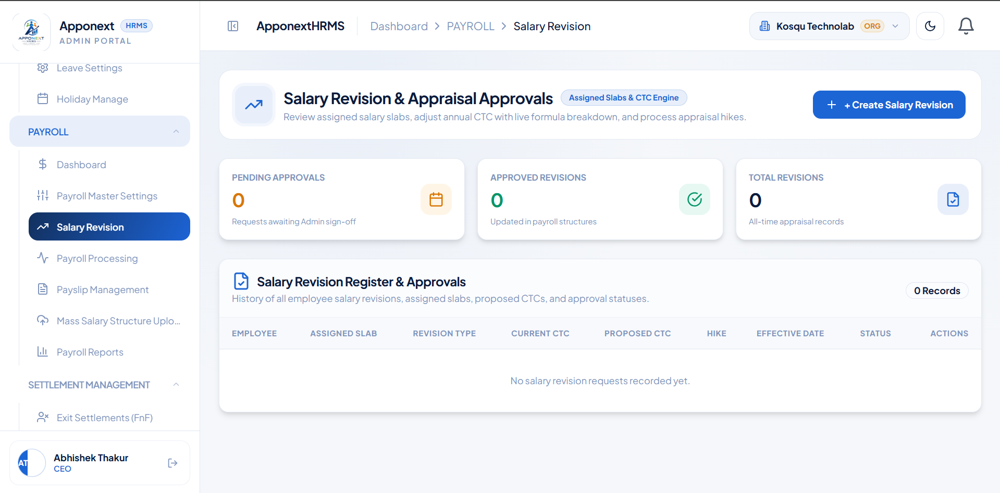 APPONEXT
HRMS
Apponext HRMS
ADMIN PORTAL
Leave Settings
Holiday Manage
PAYROLL
Dashboard
Payroll Master Settings
Salary Revision
Payroll Processing
Payslip Management
Mass Salary Structure Uplo...
Payroll Reports
SETTLEMENT MANAGEMENT
Exit Settlements (FnF)
AT
Abhishek Thakur
CEO
ApponextHRMS
Dashboard > PAYROLL > Salary Revision
Kosqu Technolab ORG
Salary Revision & Appraisal Approvals
Assigned Slabs & CTC Engine
Review assigned salary slabs, adjust annual CTC with live formula breakdown, and process appraisal hikes.
+ + Create Salary Revision
PENDING APPROVALS
0
Requests awaiting Admin sign-off
APPROVED REVISIONS
0
Updated in payroll structures
TOTAL REVISIONS
0
All-time appraisal records
Salary Revision Register & Approvals
History of all employee salary revisions, assigned slabs, proposed CTCs, and approval statuses.
0 Records
EMPLOYEE ASSIGNED SLAB REVISION TYPE CURRENT CTC PROPOSED CTC HIKE EFFECTIVE DATE STATUS ACTIONS
No salary revision requests recorded yet.